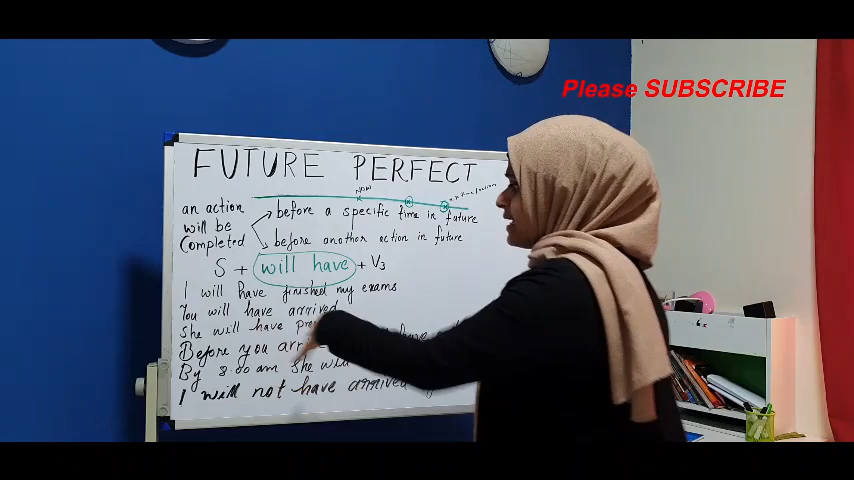 Please SUBSCRIBE
FUTURE PERFECT
NOW
an action will be Completed
before a specific time in future
before another action in future
S + will have + V3
I will have finished my exams
You will have arrived
She will have
Before you
By 8:00 am she
I will not have arrived